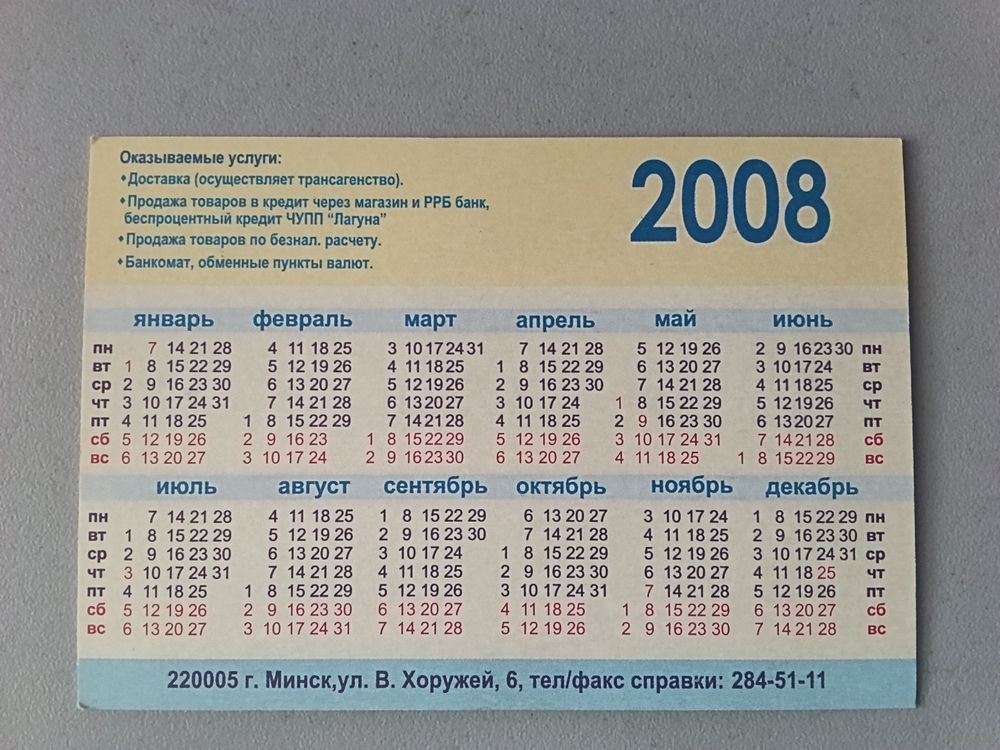 Оказываемые услуги:
2008
♦Доставка (осуществляет трансагенство).
♦Продажа товаров в кредит через магазин и РРБ банк,
беспроцентный кредит ЧУПП “Лагуна”
♦Продажа товаров по безнал. расчету.
♦Банкомат, обменные пункты валют.
январь февраль март апрель май июнь
пн 7 14 21 28 4 11 18 25 3 10 17 24 31 7 14 21 28 5 12 19 26 2 9 16 23 30 пн
вт 1 8 15 22 29 5 12 19 26 4 11 18 25 1 8 15 22 29 6 13 20 27 3 10 17 24 вт
ср 2 9 16 23 30 6 13 20 27 5 12 19 26 2 9 16 23 30 7 14 21 28 4 11 18 25 ср
чт 3 10 17 24 31 7 14 21 28 6 13 20 27 3 10 17 24 1 8 15 22 29 5 12 19 26 чт
пт 4 11 18 25 1 8 15 22 29 7 14 21 28 4 11 18 25 2 9 16 23 30 6 13 20 27 пт
сб 5 12 19 26 2 9 16 23 1 8 15 22 29 5 12 19 26 3 10 17 24 31 7 14 21 28 сб
вс 6 13 20 27 3 10 17 24 2 9 16 23 30 6 13 20 27 4 11 18 25 1 8 15 22 29 вс
июль август сентябрь октябрь ноябрь декабрь
пн 7 14 21 28 4 11 18 25 1 8 15 22 29 6 13 20 27 3 10 17 24 1 8 15 22 29 пн
вт 1 8 15 22 29 5 12 19 26 2 9 16 23 30 7 14 21 28 4 11 18 25 2 9 16 23 30 вт
ср 2 9 16 23 30 6 13 20 27 3 10 17 24 1 8 15 22 29 5 12 19 26 3 10 17 24 31 ср
чт 3 10 17 24 31 7 14 21 28 4 11 18 25 2 9 16 23 30 6 13 20 27 4 11 18 25 чт
пт 4 11 18 25 1 8 15 22 29 5 12 19 26 3 10 17 24 31 7 14 21 28 5 12 19 26 пт
сб 5 12 19 26 2 9 16 23 30 6 13 20 27 4 11 18 25 1 8 15 22 29 6 13 20 27 сб
вс 6 13 20 27 3 10 17 24 31 7 14 21 28 5 12 19 26 2 9 16 23 30 7 14 21 28 вс
220005 г. Минск,ул. В. Хоружей, 6, тел/факс справки: 284-51-11